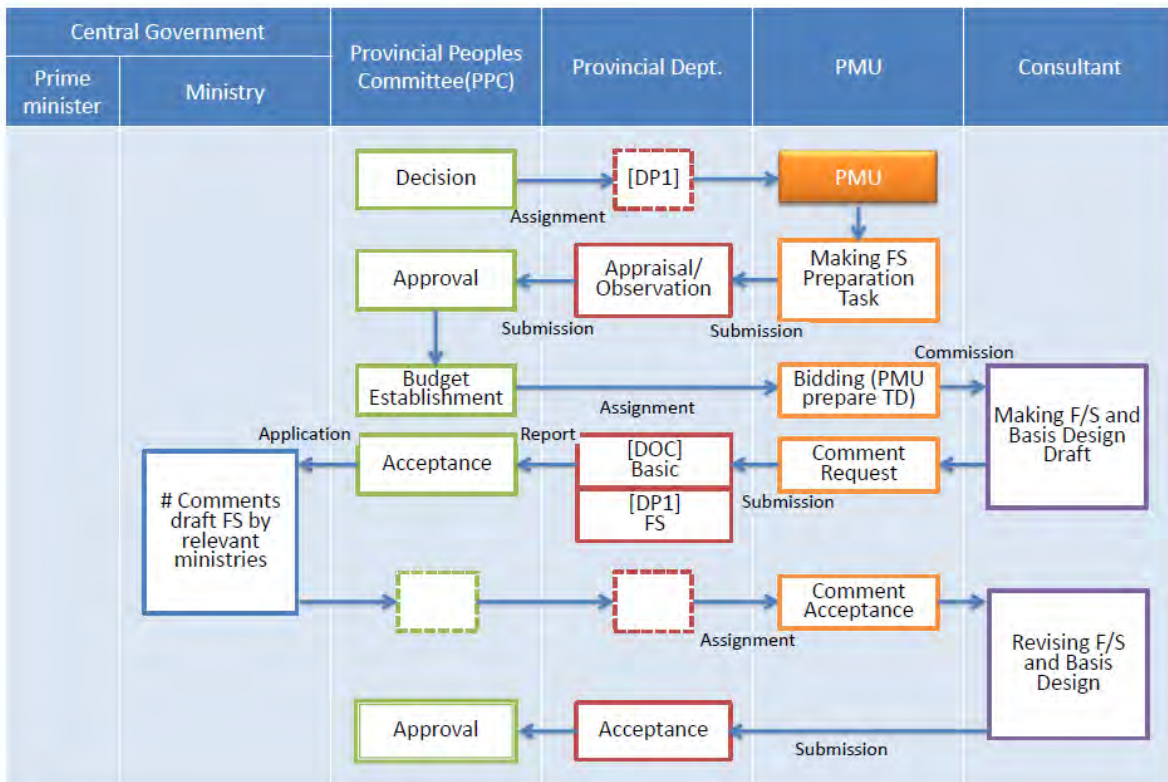 Central Government
Prime
minister
Ministry
Provincial Peoples
Committee(PPC)
Provincial Dept.
PMU
Consultant
Decision
Assignment
[DP1]
PMU
Approval
Submission
Appraisal/
Observation
Submission
Making FS
Preparation
Task
Budget
Establishment
Assignment
Bidding (PMU
prepare TD)
Commission
Making F/S and
Basis Design
Draft
Application
Acceptance
Report
[DOC]
Basic
[DP1]
FS
Submission
Comment
Request
# Comments
draft FS by
relevant
ministries
Assignment
Comment
Acceptance
Revising F/S
and Basis
Design
Approval
Acceptance
Submission